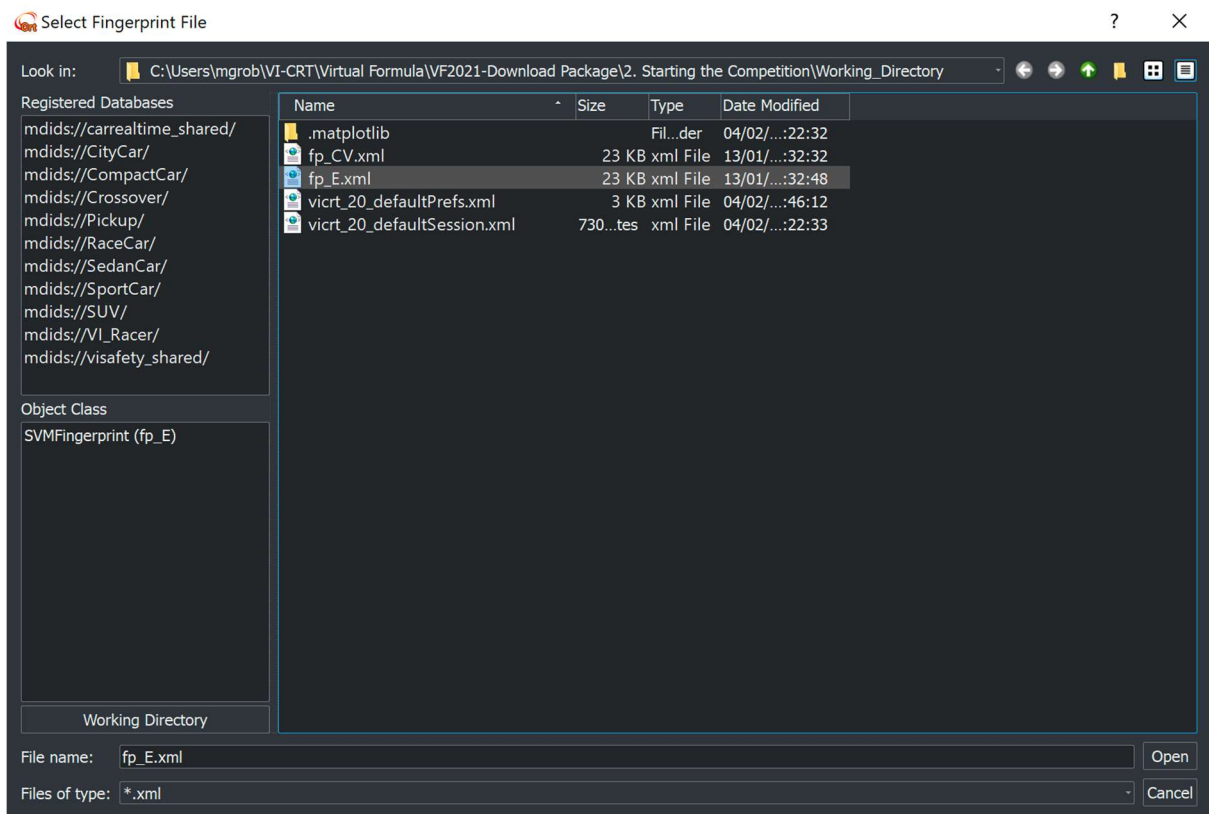 Crt Select Fingerprint File ?
Look in: C:\Users\mgrob\VI-CRT\Virtual Formula\VF2021-Download Package\2. Starting the Competition\Working_Directory
Registered Databases
mdids://carrealtime_shared/
mdids://CityCar/
mdids://CompactCar/
mdids://Crossover/
mdids://Pickup/
mdids://RaceCar/
mdids://SedanCar/
mdids://SportCar/
mdids://SUV/
mdids://VI_Racer/
mdids://visafety_shared/
Object Class
SVMFingerprint (fp_E)
Working Directory
Name Size Type Date Modified
.matplotlib Fil...der 04/02/...:22:32
fp_CV.xml 23 KB xml File 13/01/...:32:32
fp_E.xml 23 KB xml File 13/01/...:32:48
vicrt_20_defaultPrefs.xml 3 KB xml File 04/02/...:46:12
vicrt_20_defaultSession.xml 730...tes xml File 04/02/...:22:33
File name: fp_E.xml Open
Files of type: *.xml Cancel